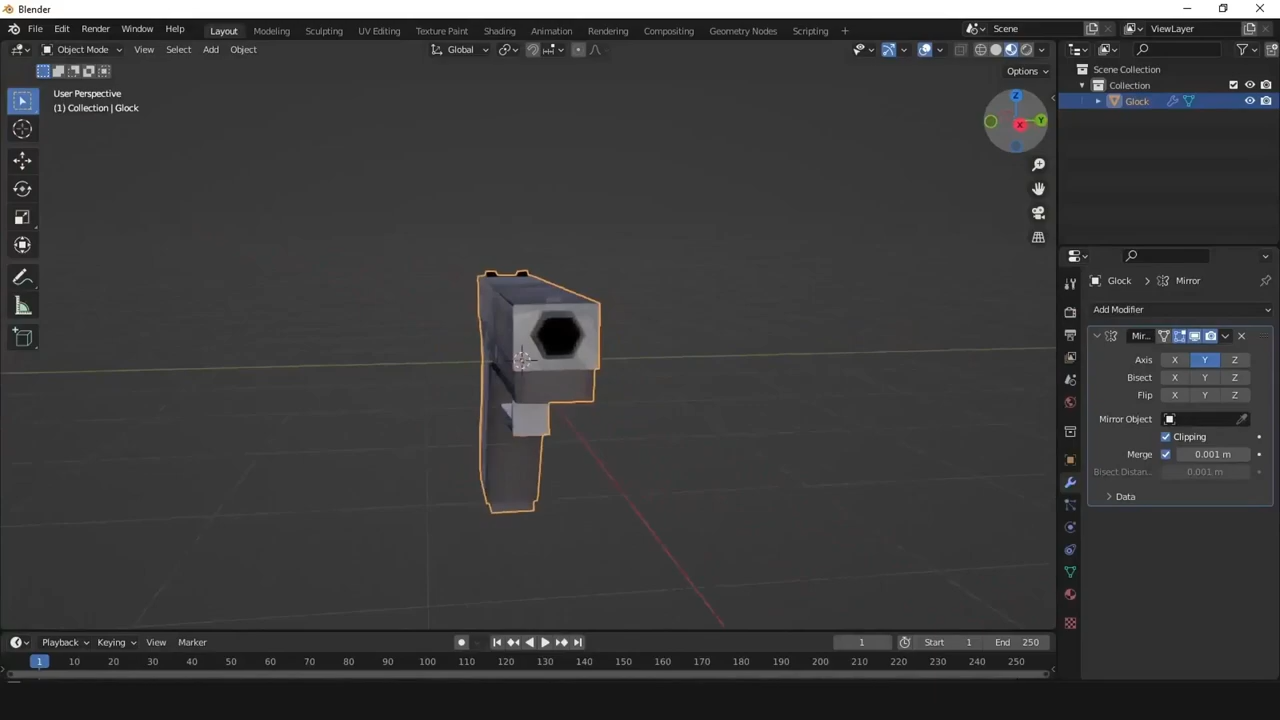 Blender
File Edit Render Window Help Layout Modeling Sculpting UV Editing Texture Paint Shading Animation Rendering Compositing Geometry Nodes Scripting + Scene ViewLayer
Object Mode View Select Add Object Global
Options
User Perspective
(1) Collection | Glock
Z
X
Y
Scene Collection
Collection
Glock
Glock > Mirror
Add Modifier
Mir...
Axis X Y Z
Bisect X Y Z
Flip X Y Z
Mirror Object
Clipping
Merge 0.001 m
Bisect Distan... 0.001 m
Data
Playback Keying View Marker 1 Start 1 End 250
1 10 20 30 40 50 60 70 80 90 100 110 120 130 140 150 160 170 180 190 200 210 220 230 240 250